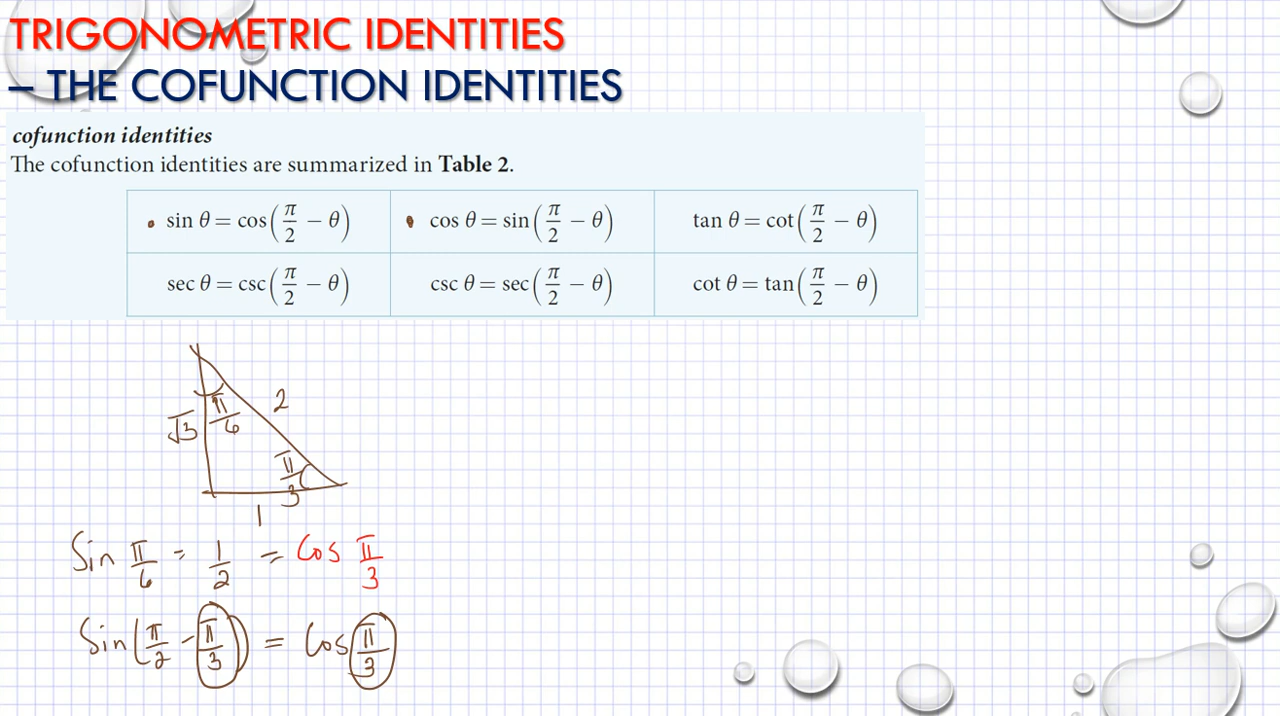 TRIGONOMETRIC IDENTITIES
– THE COFUNCTION IDENTITIES
cofunction identities
The cofunction identities are summarized in Table 2.
sin θ = cos(π/2 − θ) cos θ = sin(π/2 − θ) tan θ = cot(π/2 − θ)
sec θ = csc(π/2 − θ) csc θ = sec(π/2 − θ) cot θ = tan(π/2 − θ)
2
√3 π/6
π/3
1
Sin π/6 = 1/2 = Cos π/3
Sin(π/2 − π/3) = Cos(π/3)